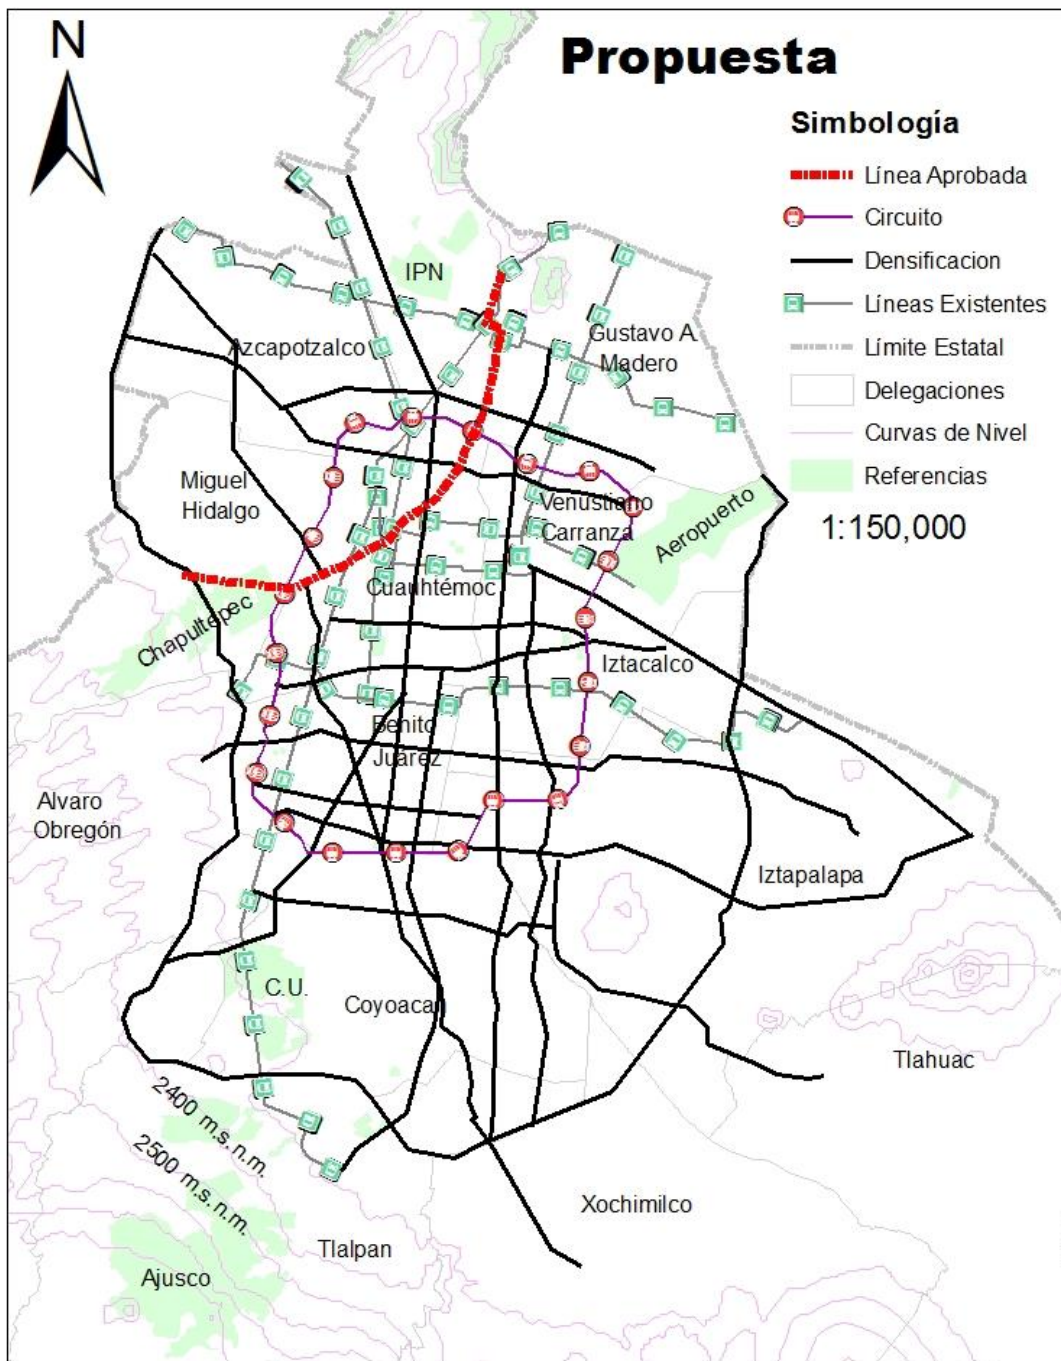 N
Propuesta
Simbología
Línea Aprobada
Circuito
Densificacion
Líneas Existentes
Límite Estatal
Delegaciones
Curvas de Nivel
Referencias
1:150,000
IPN
Gustavo A.
Madero
Azcapotzalco
Miguel
Hidalgo
Venustiano
Carranza
Aeropuerto
Cuauhtémoc
Chapultepec
Iztacalco
Benito
Juárez
Alvaro
Obregón
Iztapalapa
C.U.
Coyoacan
Tlahuac
2400 m.s.n.m.
2500 m.s.n.m.
Xochimilco
Tlalpan
Ajusco